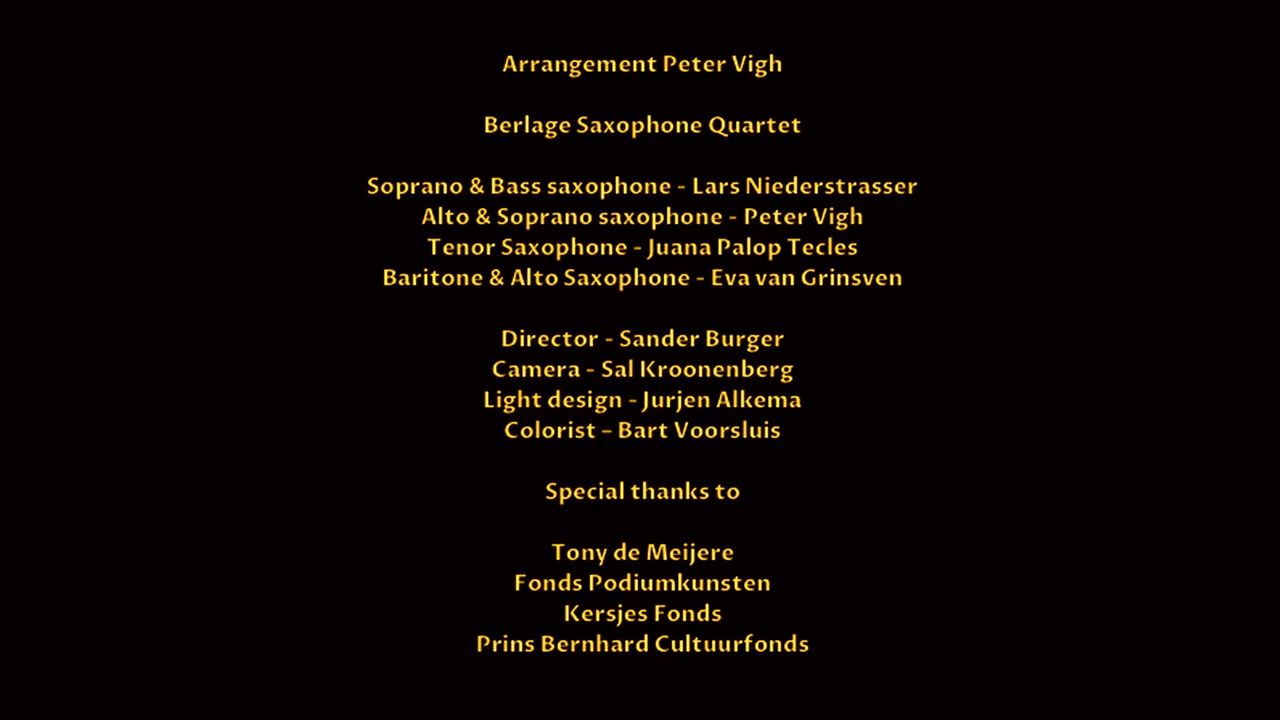 Arrangement Peter Vigh
Berlage Saxophone Quartet
Soprano & Bass saxophone - Lars Niederstrasser
Alto & Soprano saxophone - Peter Vigh
Tenor Saxophone - Juana Palop Tecles
Baritone & Alto Saxophone - Eva van Grinsven
Director - Sander Burger
Camera - Sal Kroonenberg
Light design - Jurjen Alkema
Colorist – Bart Voorsluis
Special thanks to
Tony de Meijere
Fonds Podiumkunsten
Kersjes Fonds
Prins Bernhard Cultuurfonds